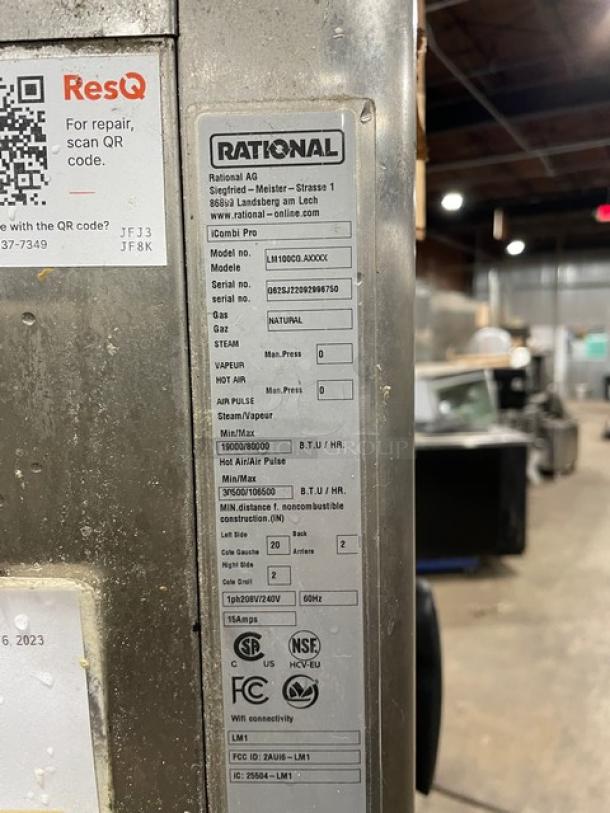 ResQ
For repair,
scan QR
code.
e with the QR code?
37-7349
JFJ3
JF8K
6, 2023
RATIONAL
Rational AG
Siegfried-Meister-Strasse 1
86899 Landsberg am Lech
www.rational-online.com
iCombi Pro
Model no.
Modele
LM100CG.AXXXX
Serial no.
serial no.
G62SJ22092996750
Gas
Gaz
NATURAL
STEAM
VAPEUR
Man.Press 0
HOT AIR
AIR PULSE
Man.Press 0
Steam/Vapeur
Min/Max
19000/80000 B.T.U / HR.
Hot Air/Air Pulse
Min/Max
30500/106500 B.T.U / HR.
MIN.distance f. noncombustible
construction.(IN)
Left Side
Cote Gauche
20
Back
Arriere
2
Right Side
Cote Droit
2
1ph208V/240V 60Hz
15Amps
C US
NSF
HCV-EU
FC
Wifi connectivity
LM1
FCC ID: 2AUI6-LM1
IC: 25504-LM1